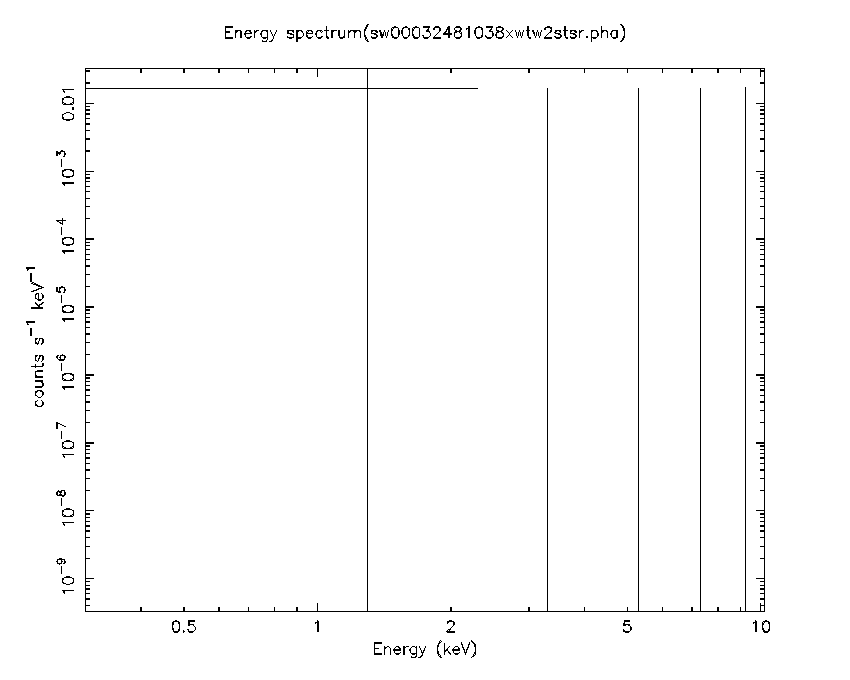 Energy spectrum(sw00032481038xwtw2stsr.pha)
counts s⁻¹ keV⁻¹
0.01
10⁻³
10⁻⁴
10⁻⁵
10⁻⁶
10⁻⁷
10⁻⁸
10⁻⁹
0.5 1 2 5 10
Energy (keV)